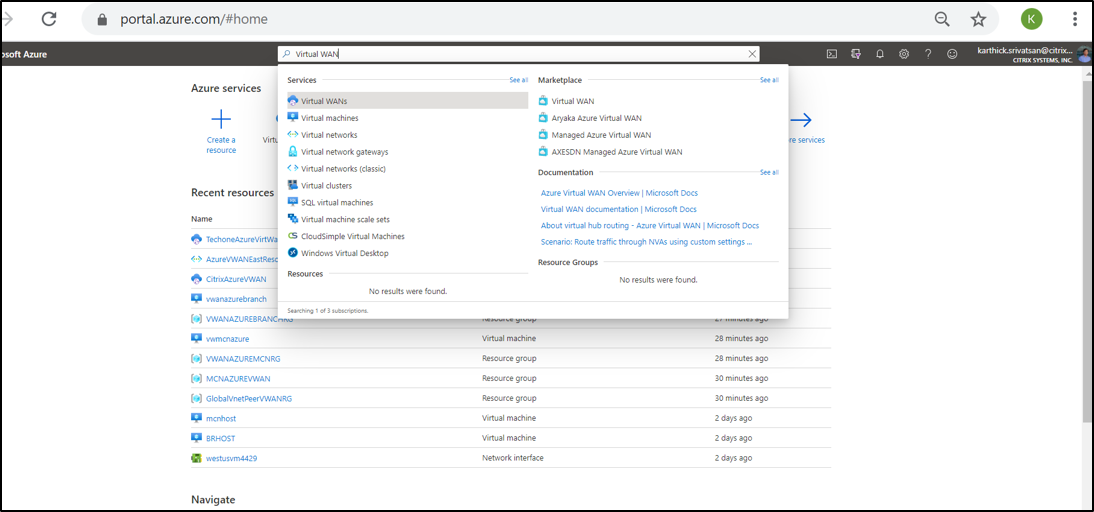 portal.azure.com/#home
K
osoft Azure
Virtual WAN
karthick.srivatsan@citrix...
CITRIX SYSTEMS, INC.
Services
See all
Virtual WANs
Virtual machines
Virtual networks
Virtual network gateways
Virtual networks (classic)
Virtual clusters
SQL virtual machines
Virtual machine scale sets
CloudSimple Virtual Machines
Windows Virtual Desktop
Resources
No results were found.
Searching 1 of 3 subscriptions.
Marketplace
See all
Virtual WAN
Aryaka Azure Virtual WAN
Managed Azure Virtual WAN
AXESDN Managed Azure Virtual WAN
Documentation
See all
Azure Virtual WAN Overview | Microsoft Docs
Virtual WAN documentation | Microsoft Docs
About virtual hub routing - Azure Virtual WAN | Microsoft Docs
Scenario: Route traffic through NVAs using custom settings ...
Resource Groups
No results were found.
Azure services
Create a
resource
Virtu
re services
Recent resources
Name
TechoneAzureVirtWa
AzureVWANEastReso
CitrixAzureVWAN
vwanazurebranch
VWANAZUREBRANCHRG Resource group 27 minutes ago
vwmcnazure Virtual machine 28 minutes ago
VWANAZUREMCNRG Resource group 28 minutes ago
MCNAZUREVWAN Resource group 30 minutes ago
GlobalVnetPeerVWANRG Resource group 30 minutes ago
mcnhost Virtual machine 2 days ago
BRHOST Virtual machine 2 days ago
westusvm4429 Network interface 2 days ago
Navigate